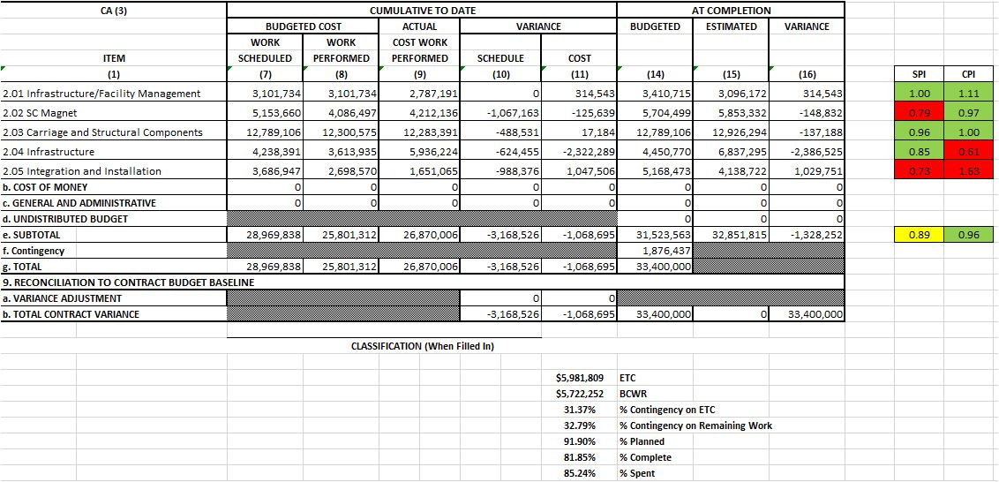 CA (3) CUMULATIVE TO DATE AT COMPLETION
BUDGETED COST ACTUAL VARIANCE BUDGETED ESTIMATED VARIANCE
WORK WORK COST WORK
ITEM SCHEDULED PERFORMED PERFORMED SCHEDULE COST
(1) (7) (8) (9) (10) (11) (14) (15) (16) SPI CPI
2.01 Infrastructure/Facility Management 3,101,734 3,101,734 2,787,191 0 314,543 3,410,715 3,096,172 314,543 1.00 1.11
2.02 SC Magnet 5,153,660 4,086,497 4,212,136 -1,067,163 -125,639 5,704,499 5,853,332 -148,832 0.79 0.97
2.03 Carriage and Structural Components 12,789,106 12,300,575 12,283,391 -488,531 17,184 12,789,106 12,926,294 -137,188 0.96 1.00
2.04 Infrastructure 4,238,391 3,613,935 5,936,224 -624,455 -2,322,289 4,450,770 6,837,295 -2,386,525 0.85 0.61
2.05 Integration and Installation 3,686,947 2,698,570 1,651,065 -988,376 1,047,506 5,168,473 4,138,722 1,029,751 0.73 1.63
b. COST OF MONEY 0 0 0 0 0 0 0 0
c. GENERAL AND ADMINISTRATIVE 0 0 0 0 0 0 0 0
d. UNDISTRIBUTED BUDGET 0 0 0
e. SUBTOTAL 28,969,838 25,801,312 26,870,006 -3,168,526 -1,068,695 31,523,563 32,851,815 -1,328,252 0.89 0.96
f. Contingency 1,876,437
g. TOTAL 28,969,838 25,801,312 26,870,006 -3,168,526 -1,068,695 33,400,000
9. RECONCILIATION TO CONTRACT BUDGET BASELINE
a. VARIANCE ADJUSTMENT 0 0
b. TOTAL CONTRACT VARIANCE -3,168,526 -1,068,695 33,400,000 0 33,400,000
CLASSIFICATION (When Filled In)
$5,981,809 ETC
$5,722,252 BCWR
31.37% % Contingency on ETC
32.79% % Contingency on Remaining Work
91.90% % Planned
81.85% % Complete
85.24% % Spent